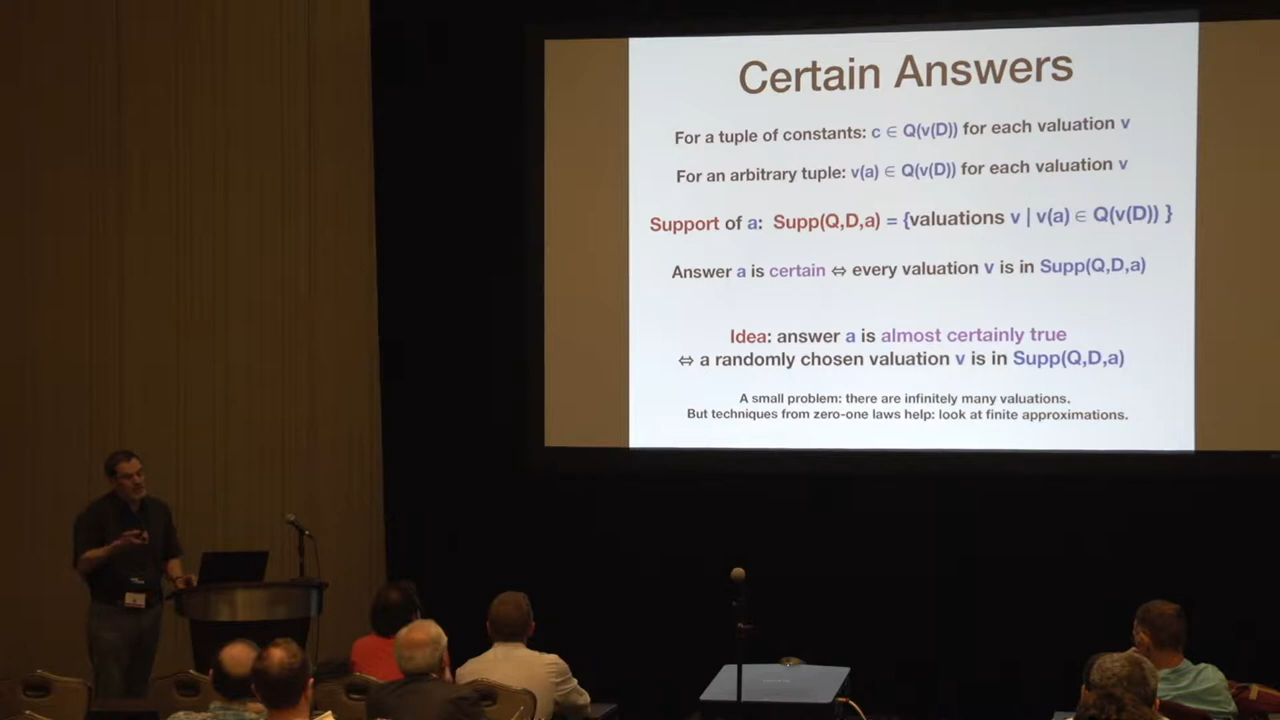 Certain Answers
For a tuple of constants: c ∈ Q(v(D)) for each valuation v
For an arbitrary tuple: v(a) ∈ Q(v(D)) for each valuation v
Support of a: Supp(Q,D,a) = {valuations v | v(a) ∈ Q(v(D)) }
Answer a is certain ⇔ every valuation v is in Supp(Q,D,a)
Idea: answer a is almost certainly true
⇔ a randomly chosen valuation v is in Supp(Q,D,a)
A small problem: there are infinitely many valuations.
But techniques from zero-one laws help: look at finite approximations.